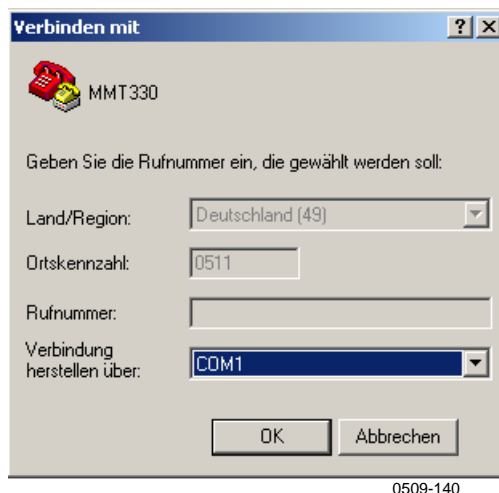 Verbinden mit
MMT330
Geben Sie die Rufnummer ein, die gewählt werden soll:
Land/Region: Deutschland (49)
Ortskennzahl: 0511
Rufnummer:
Verbindung
herstellen über: COM1
OK Abbrechen
0509-140